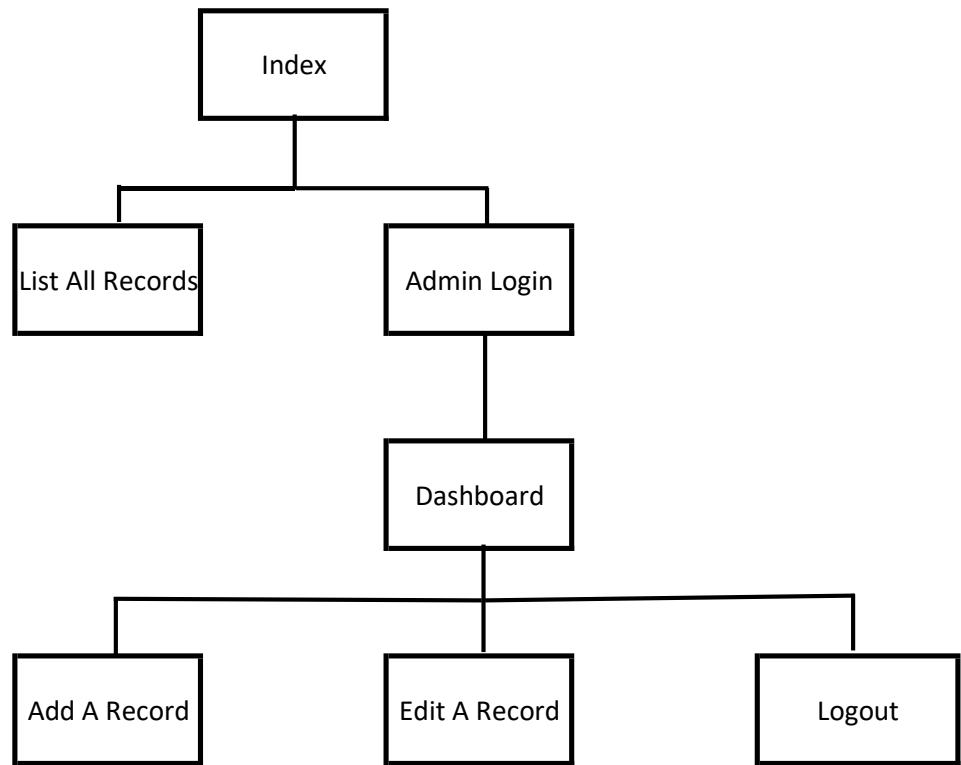 Index
List All Records
Admin Login
Dashboard
Add A Record
Edit A Record
Logout